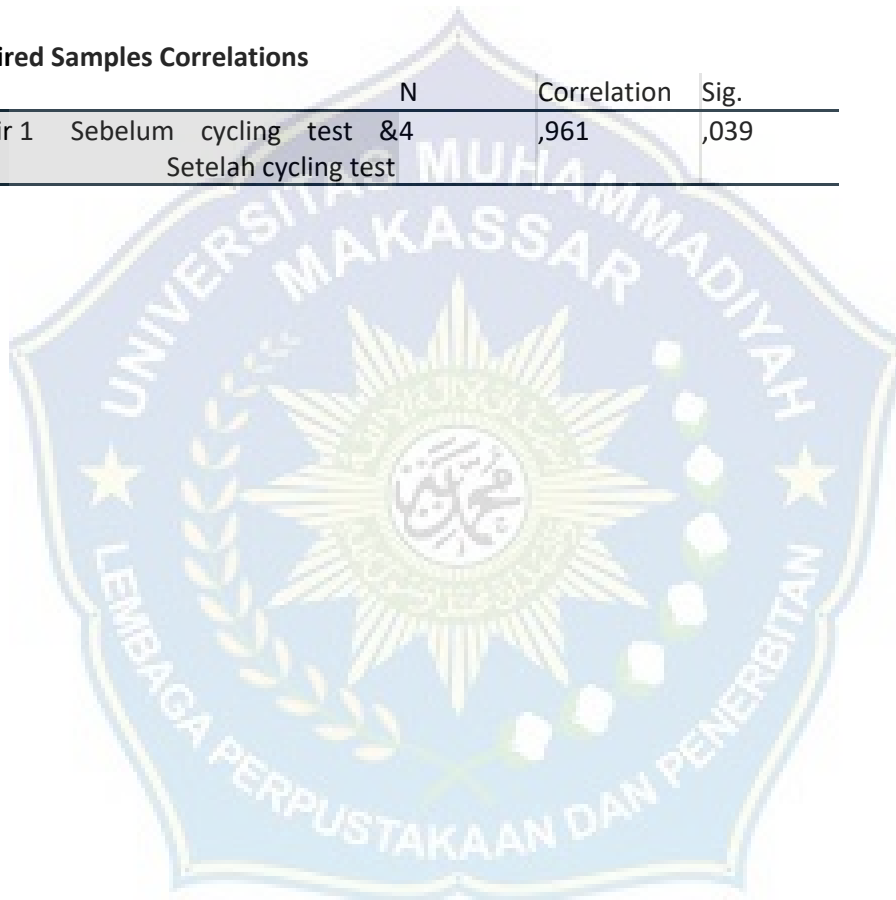 ired Samples Correlations
N Correlation Sig.
ir 1 Sebelum cycling test & 4 ,961 ,039
Setelah cycling test
UNIVERSITAS MUHAMMADIYAH
MAKASSAR
محمدية
LEMBAGA PERPUSTAKAAN DAN PENERBITAN